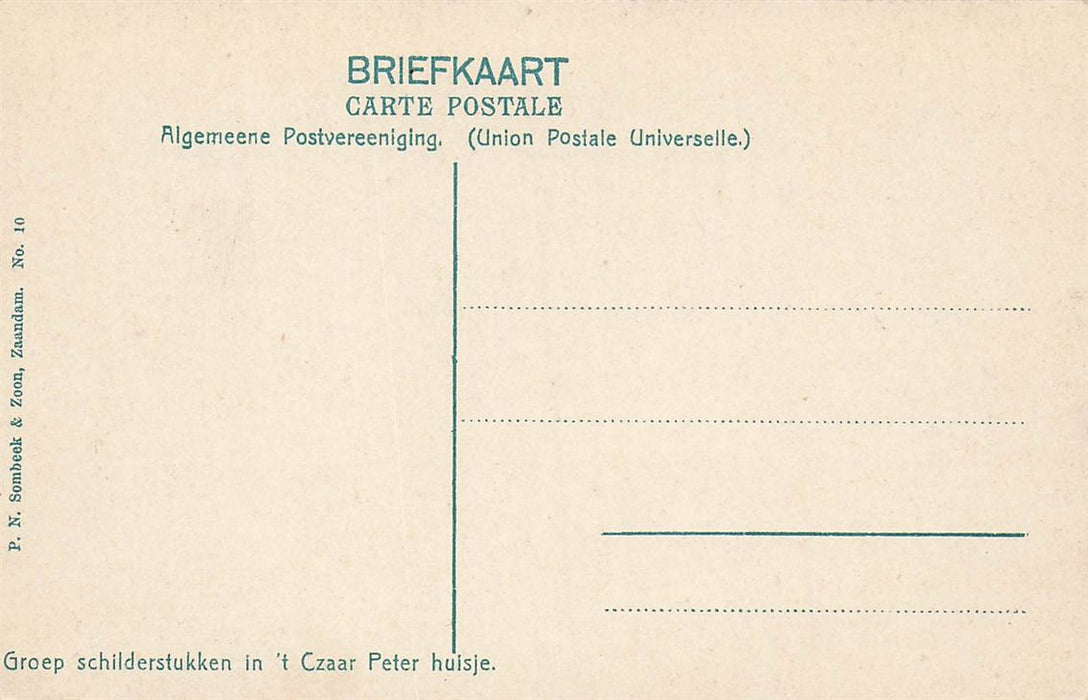 BRIEFKAART
CARTE POSTALE
Algemeene Postvereeniging. (Union Postale Universelle.)
P. N. Sombeek & Zoon, Zaandam. No. 10
Groep schilderstukken in 't Czaar Peter huisje.